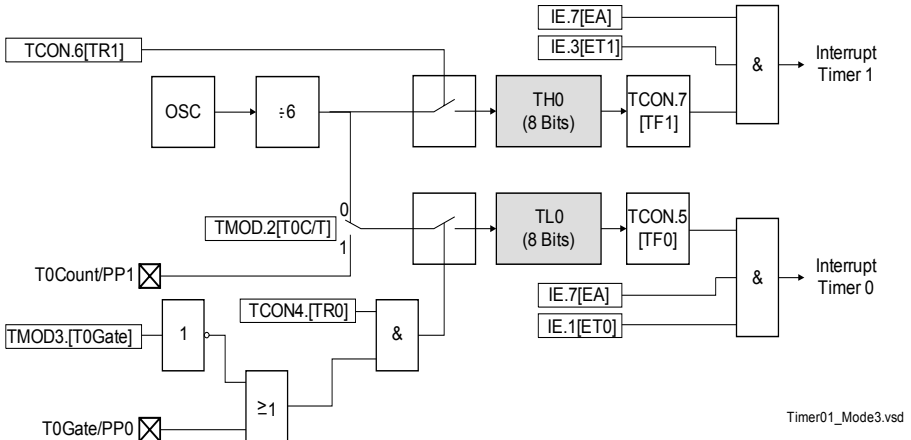 IE.7[EA]
TCON.6[TR1]
IE.3[ET1]
&
Interrupt
Timer 1
OSC
÷6
TH0
(8 Bits)
TCON.7
[TF1]
TMOD.2[T0C/T]
0
1
TL0
(8 Bits)
TCON.5
[TF0]
T0Count/PP1
&
Interrupt
Timer 0
TCON4.[TR0]
IE.7[EA]
IE.1[ET0]
TMOD3.[T0Gate]
1
&
≥1
T0Gate/PP0
Timer01_Mode3.vsd